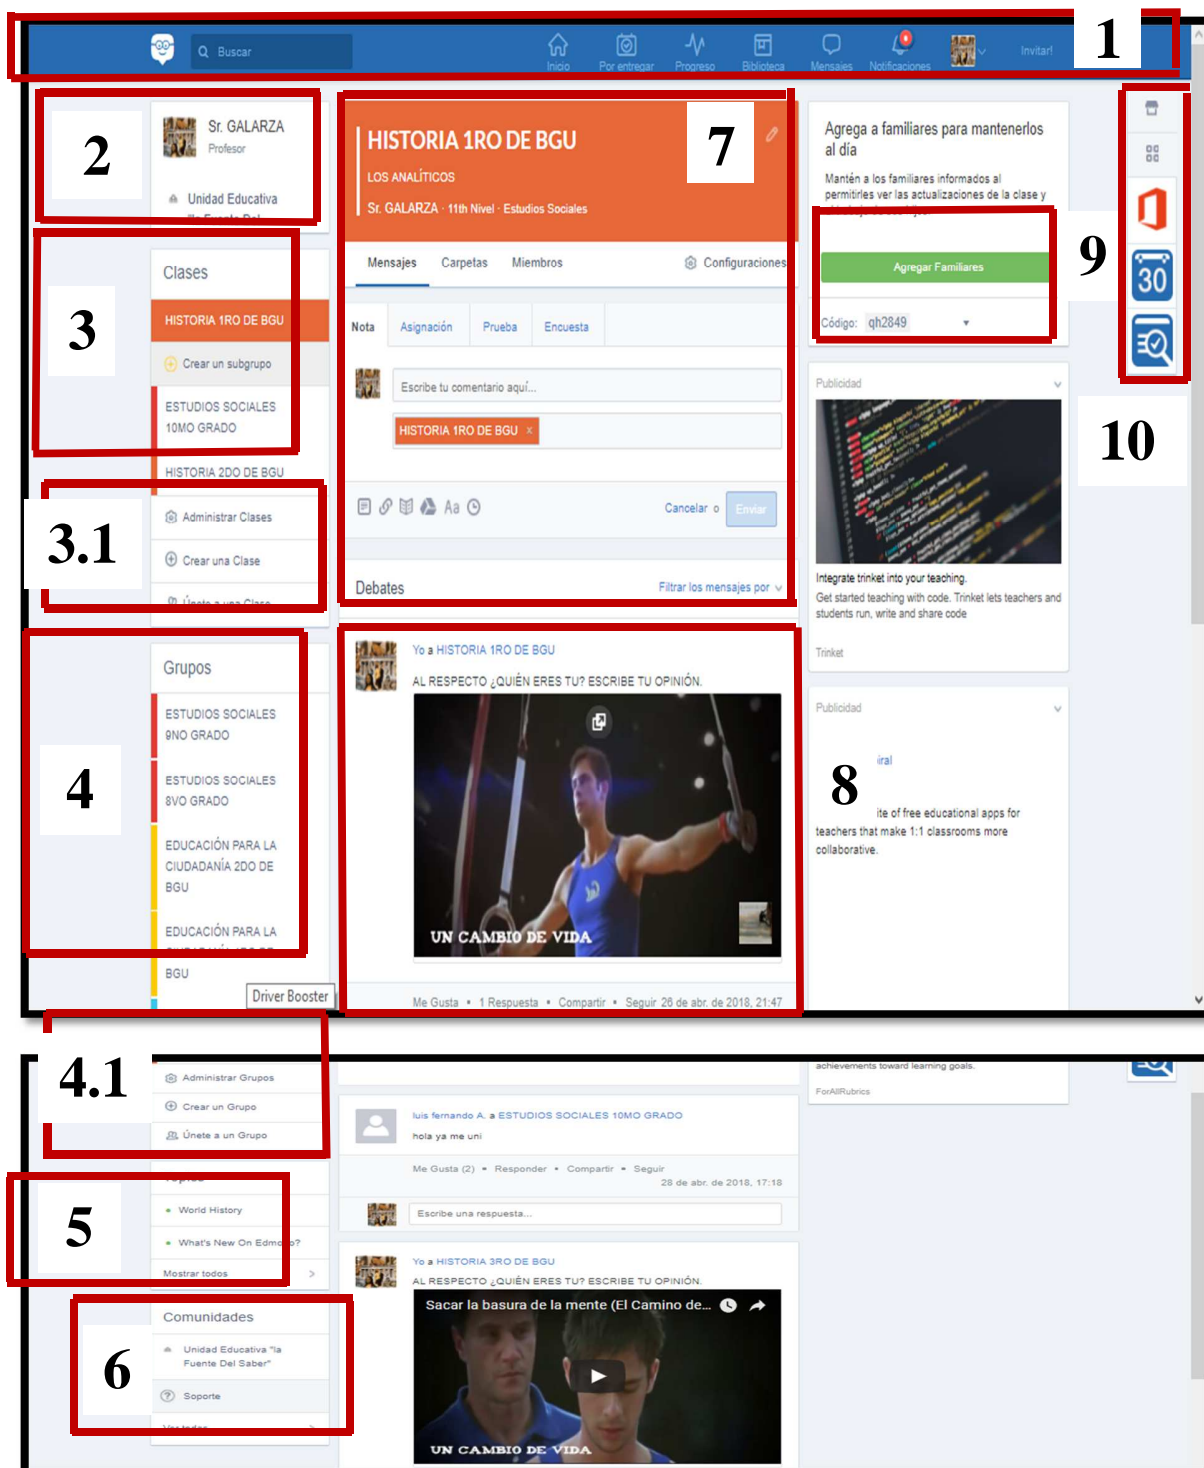 1
Buscar
Inicio
Por entregar
Progreso
Biblioteca
Mensajes
Notificaciones
Invitar!
2
Sr. GALARZA
Profesor
Unidad Educativa
3
Clases
HISTORIA 1RO DE BGU
Crear un subgrupo
ESTUDIOS SOCIALES
10MO GRADO
HISTORIA 2DO DE BGU
3.1
Administrar Clases
Crear una Clase
Únete a una Clase
4
Grupos
ESTUDIOS SOCIALES
9NO GRADO
ESTUDIOS SOCIALES
8VO GRADO
EDUCACIÓN PARA LA
CIUDADANÍA 2DO DE
BGU
EDUCACIÓN PARA LA
BGU
Driver Booster
7
HISTORIA 1RO DE BGU
LOS ANALÍTICOS
Sr. GALARZA · 11th Nivel · Estudios Sociales
Mensajes Carpetas Miembros Configuraciones
Nota Asignación Prueba Encuesta
Escribe tu comentario aquí...
HISTORIA 1RO DE BGU ×
Aa
Cancelar o Enviar
Debates Filtrar los mensajes por
Yo a HISTORIA 1RO DE BGU
AL RESPECTO ¿QUIÉN ERES TU? ESCRIBE TU OPINIÓN.
UN CAMBIO DE VIDA
Me Gusta • 1 Respuesta • Compartir • Seguir 26 de abr. de 2018, 21:47
Agrega a familiares para mantenerlos
al día
Mantén a los familiares informados al
permitirles ver las actualizaciones de la clase y
9
Agregar Familiares
Código: qh2849
30
10
Publicidad
Integrate trinket into your teaching.
Get started teaching with code. Trinket lets teachers and
students run, write and share code
Trinket
Publicidad
8
iral
ite of free educational apps for
teachers that make 1:1 classrooms more
collaborative.
4.1
Administrar Grupos
Crear un Grupo
Únete a un Grupo
5
World History
What's New On Edmodo?
Mostrar todos >
6
Comunidades
Unidad Educativa "la
Fuente Del Saber"
Soporte
Ver todos >
luis fernando A. a ESTUDIOS SOCIALES 10MO GRADO
hola ya me uni
Me Gusta (2) • Responder • Compartir • Seguir
28 de abr. de 2018, 17:18
Escribe una respuesta...
Yo a HISTORIA 3RO DE BGU
AL RESPECTO ¿QUIÉN ERES TU? ESCRIBE TU OPINIÓN.
Sacar la basura de la mente (El Camino de...
UN CAMBIO DE VIDA
achievements toward learning goals.
ForAllRubrics